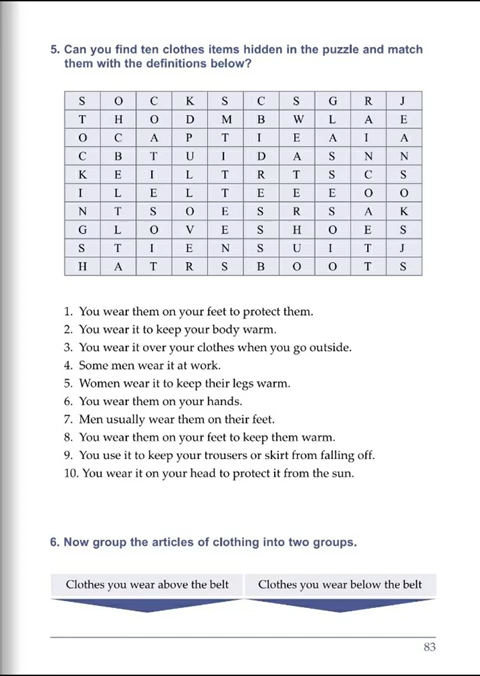 5. Can you find ten clothes items hidden in the puzzle and match
them with the definitions below?
S O C K S C S G R J
T H O D M B W L A E
O C A P T I E A I A
C B T U I D A S N N
K E I L T R T S C S
I L E L T E E E O O
N T S O E S R S A K
G L O V E S H O E S
S T I E N S U I T J
H A T R S B O O T S
1. You wear them on your feet to protect them.
2. You wear it to keep your body warm.
3. You wear it over your clothes when you go outside.
4. Some men wear it at work.
5. Women wear it to keep their legs warm.
6. You wear them on your hands.
7. Men usually wear them on their feet.
8. You wear them on your feet to keep them warm.
9. You use it to keep your trousers or skirt from falling off.
10. You wear it on your head to protect it from the sun.
6. Now group the articles of clothing into two groups.
Clothes you wear above the belt Clothes you wear below the belt
83